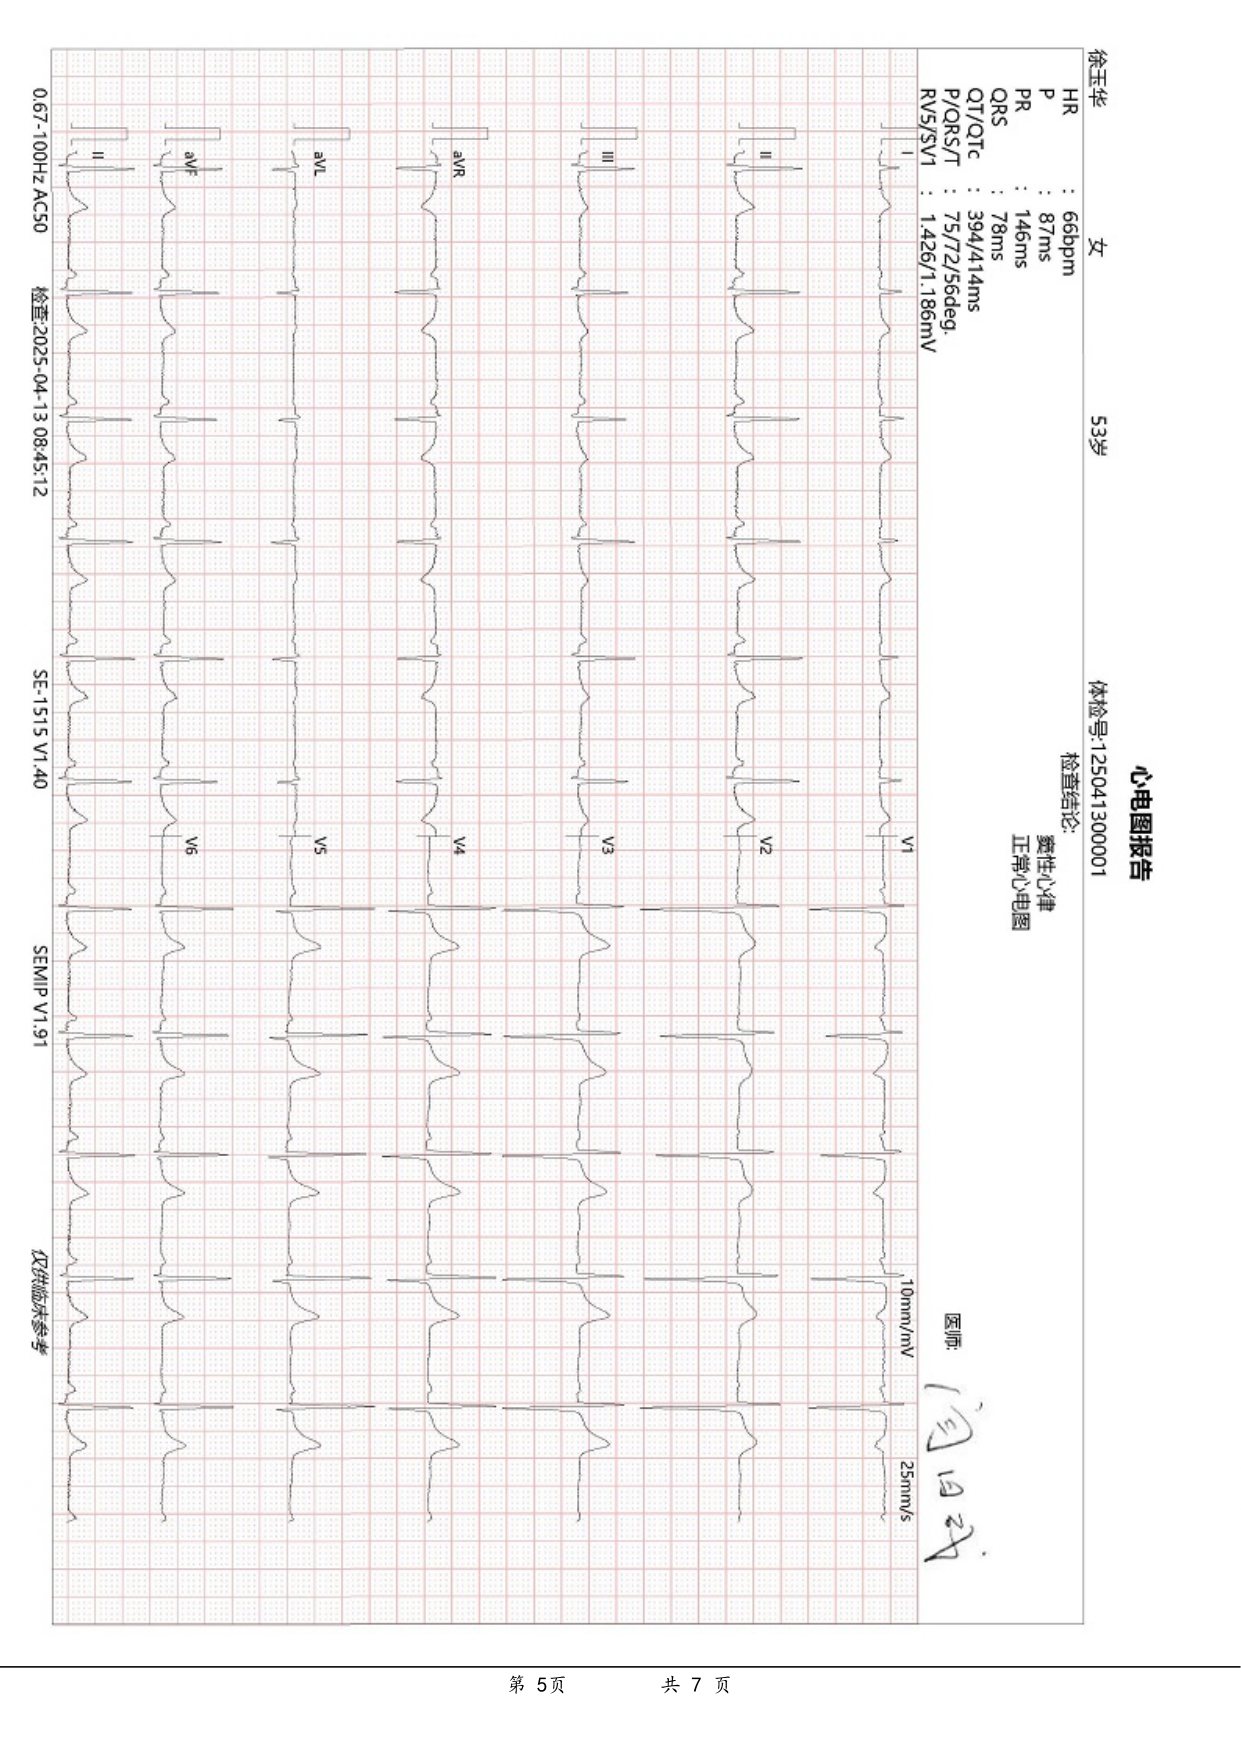 心电图报告
徐玉华 女 53岁 体检号:125041300001
HR : 66bpm
P : 87ms
PR : 146ms
QRS : 78ms
QT/QTc : 394/414ms
P/QRS/T : 75/72/56deg.
RV5/SV1 : 1.426/1.186mV
检查结论:
窦性心律
正常心电图
医师:
I V1 10mm/mV 25mm/s
II V2
III V3
aVR V4
aVL V5
aVF V6
II
0.67-100Hz AC50 检查:2025-04-13 08:45:12 SE-1515 V1.40 SEMIP V1.91 仅供临床参考
第 5页 共 7 页